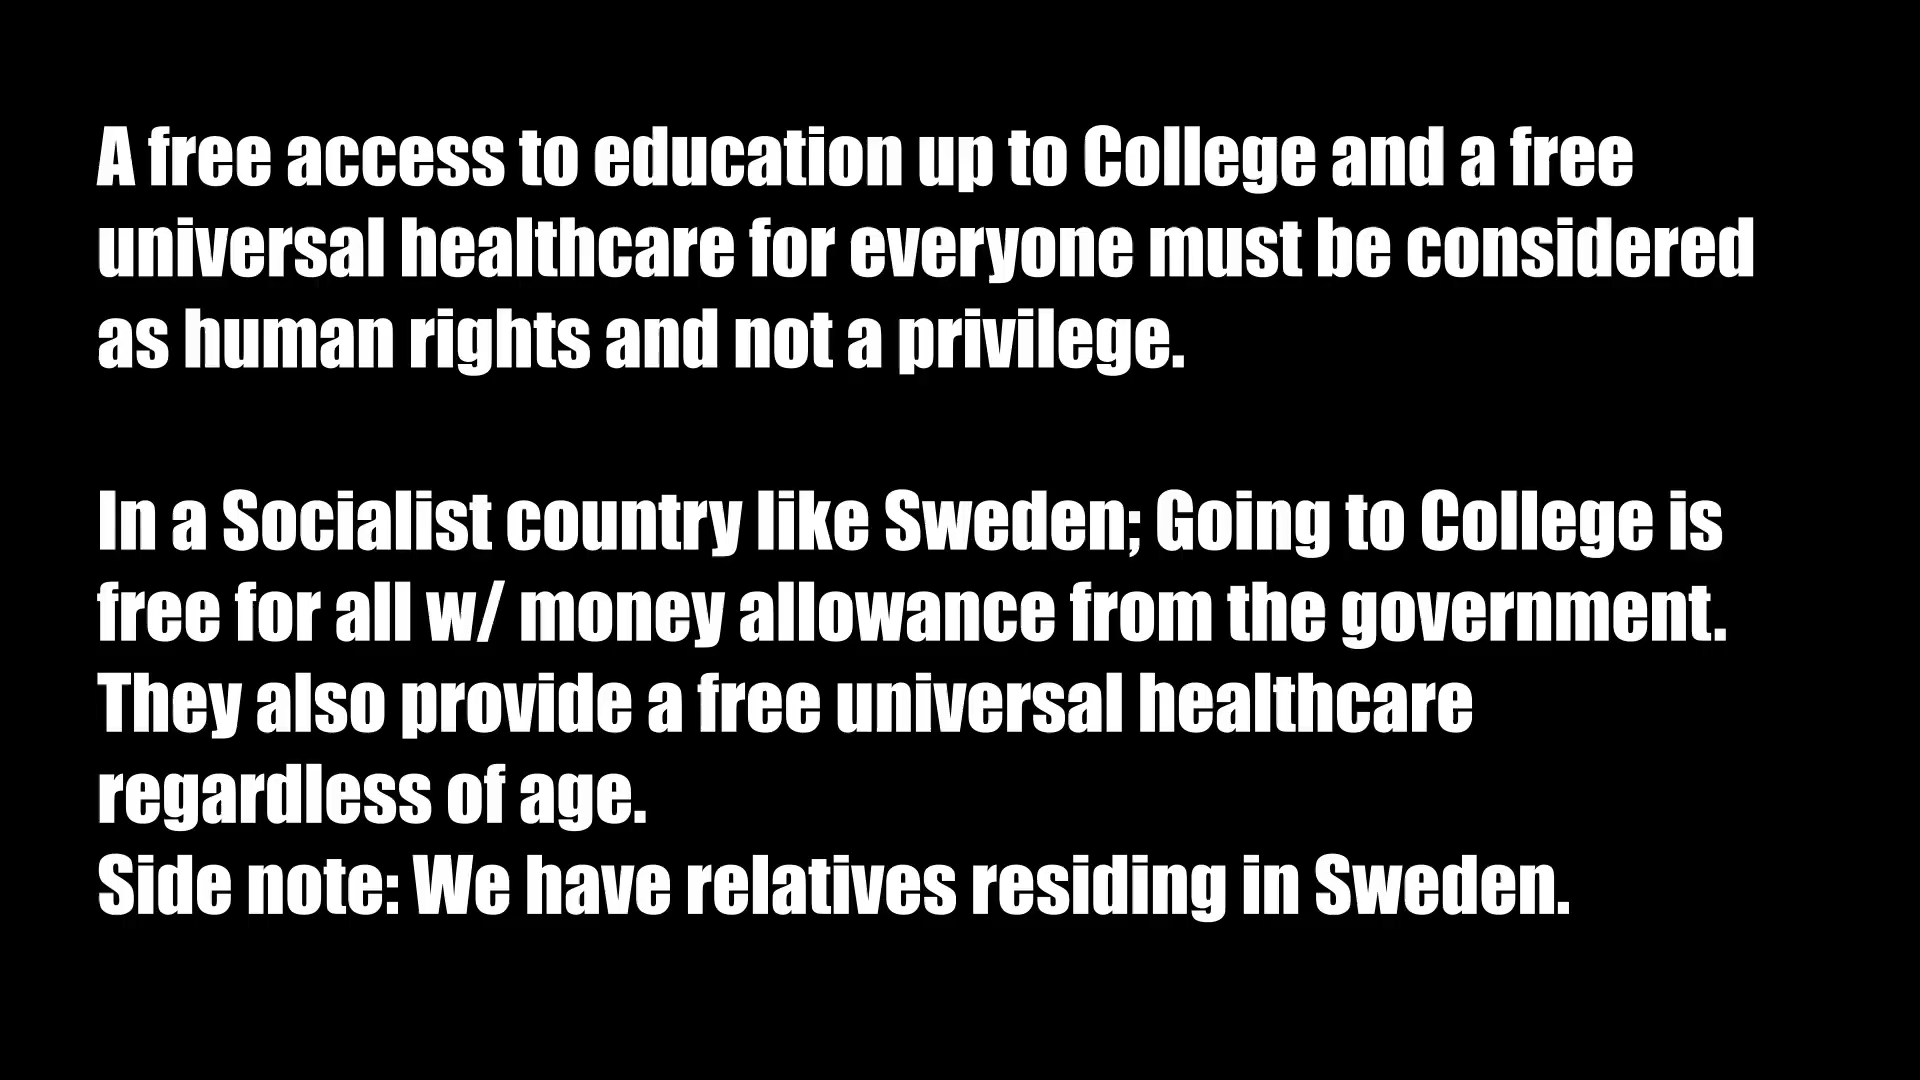 A free access to education up to College and a free
universal healthcare for everyone must be considered
as human rights and not a privilege.
In a Socialist country like Sweden; Going to College is
free for all w/ money allowance from the government.
They also provide a free universal healthcare
regardless of age.
Side note: We have relatives residing in Sweden.